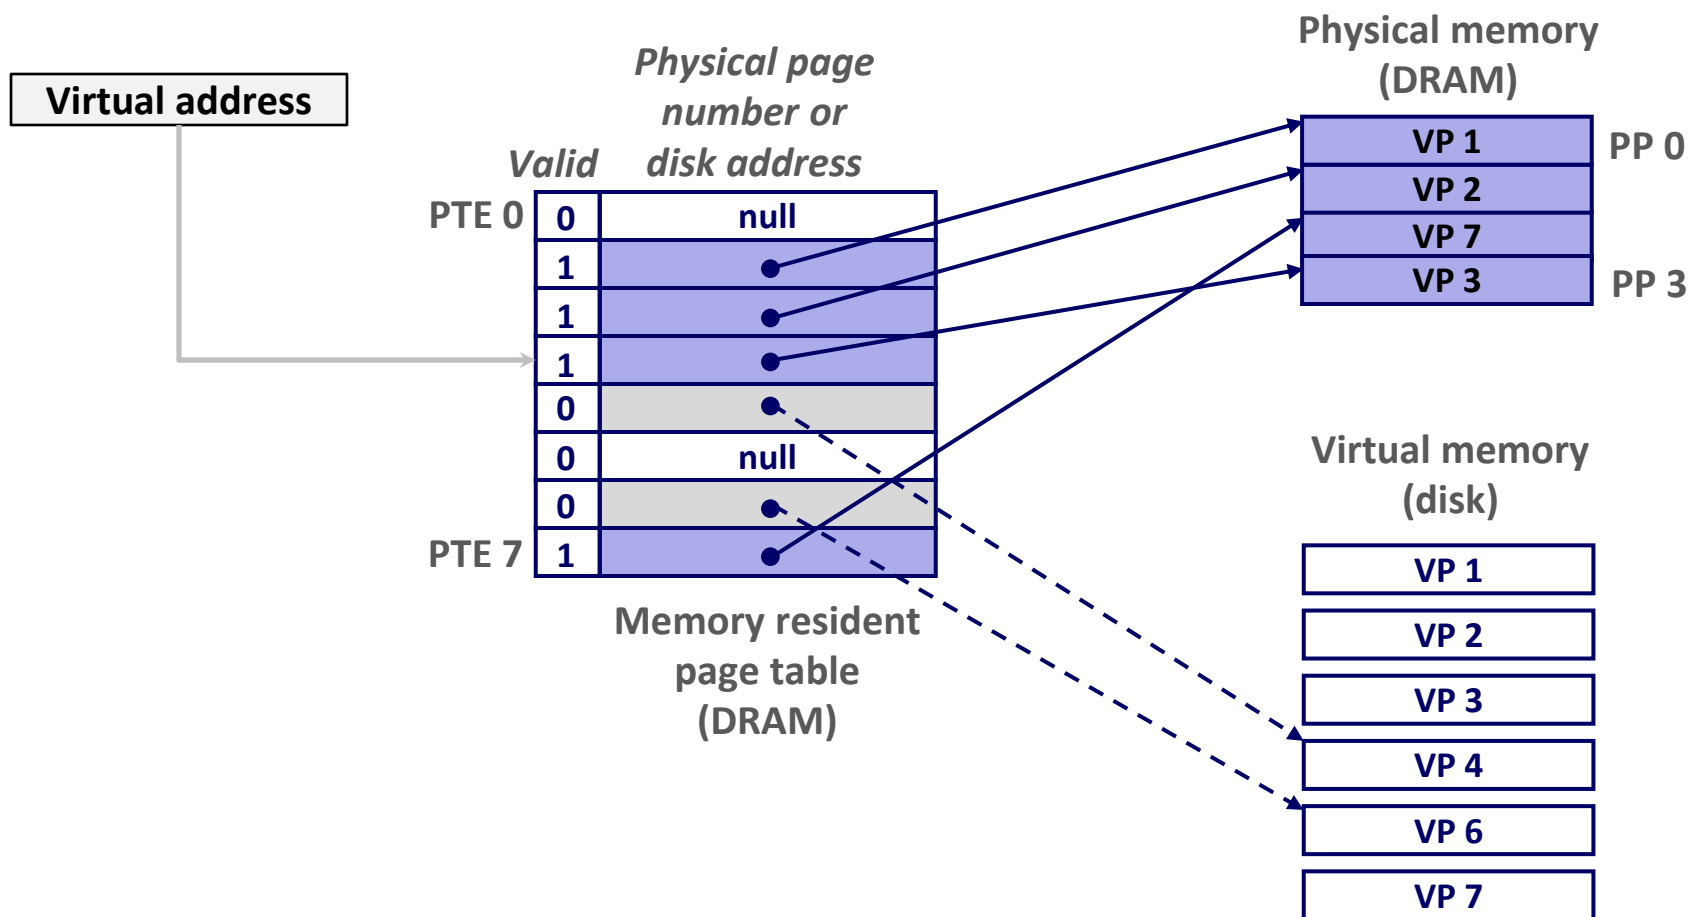 Virtual address
Physical page
number or
disk address
Valid
PTE 0
0
null
1
1
1
0
0
null
0
PTE 7
1
Memory resident
page table
(DRAM)
Physical memory
(DRAM)
VP 1
PP 0
VP 2
VP 7
VP 3
PP 3
Virtual memory
(disk)
VP 1
VP 2
VP 3
VP 4
VP 6
VP 7